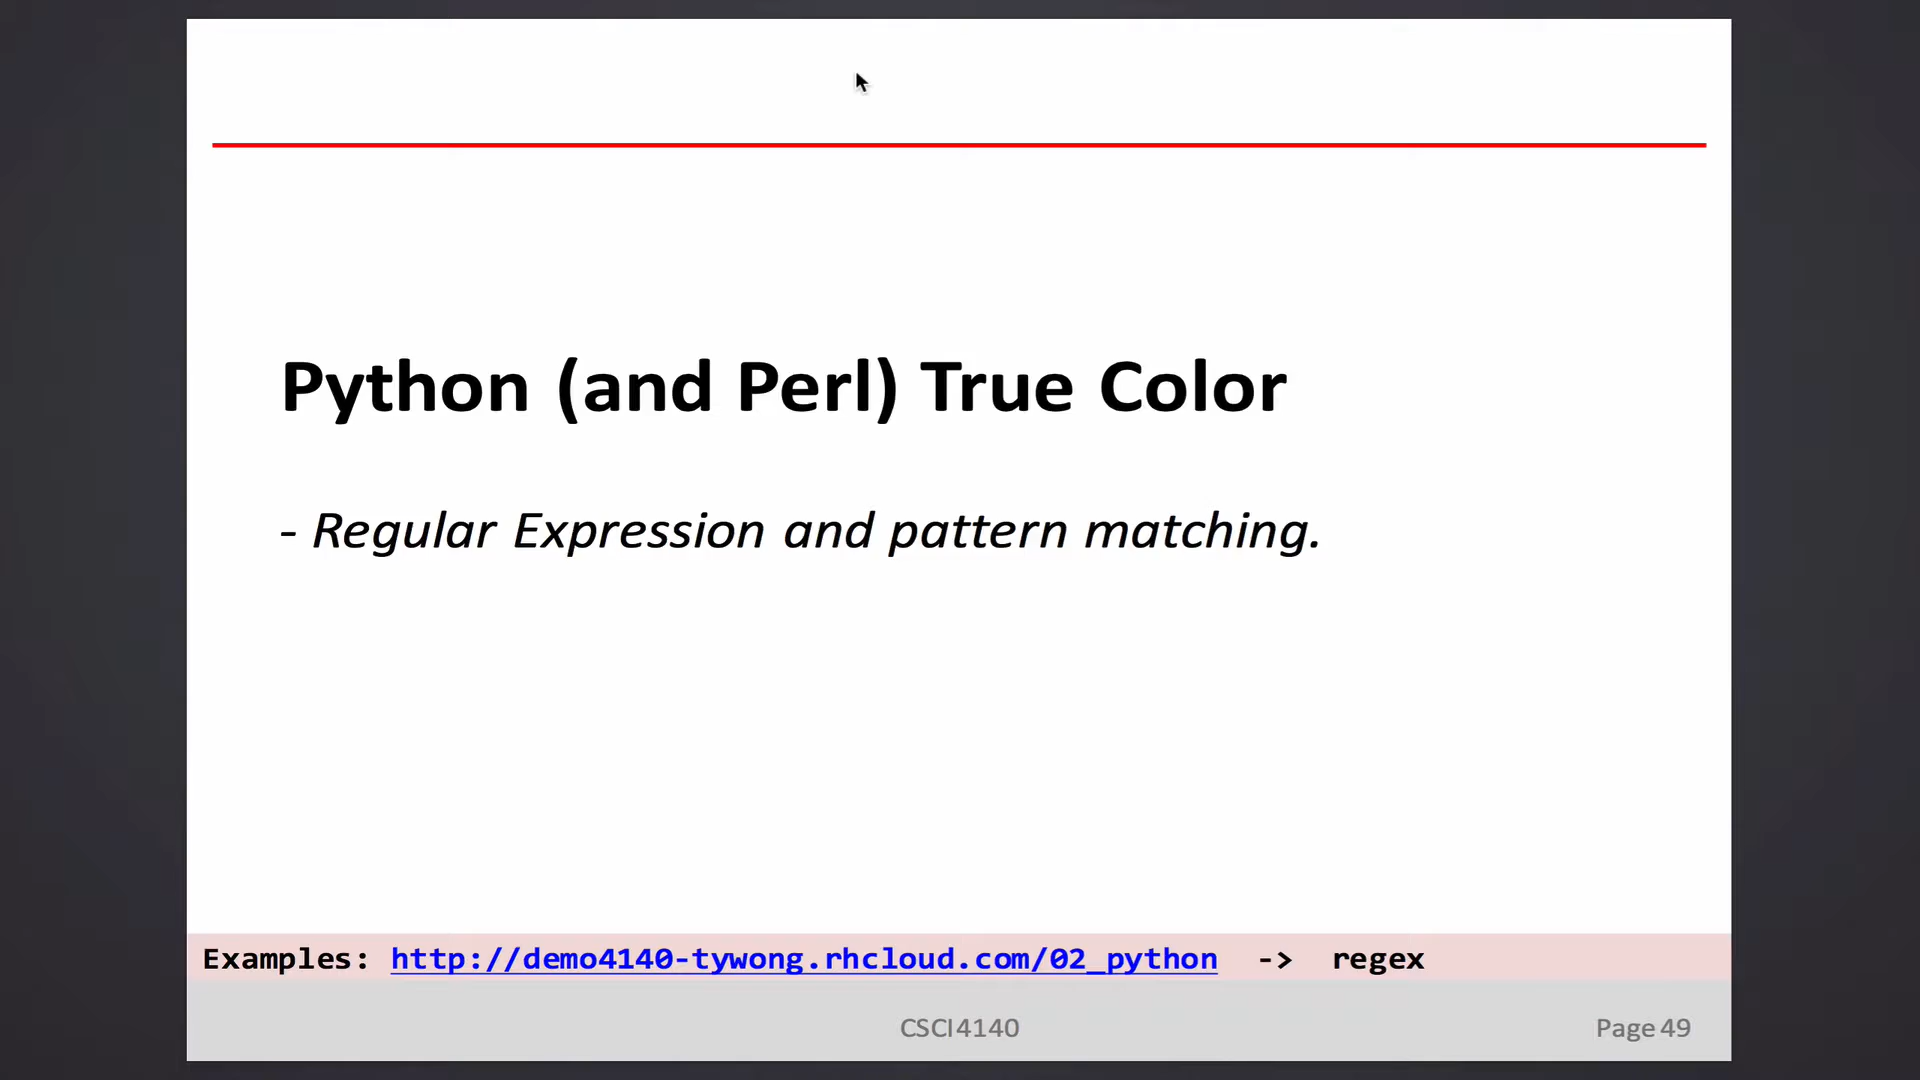 Python (and Perl) True Color
- Regular Expression and pattern matching.
Examples: http://demo4140-tywong.rhcloud.com/02_python -> regex
CSCI4140
Page 49